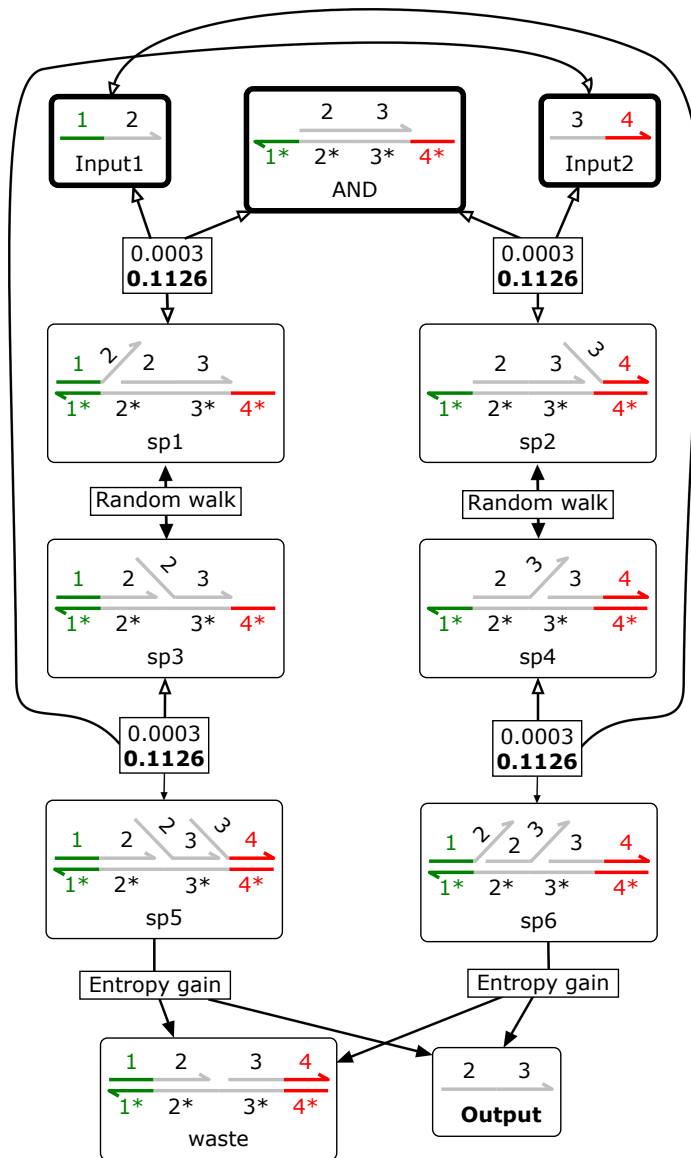 1 2
Input1
2 3
1* 2* 3* 4*
AND
3 4
Input2
0.0003
0.1126
0.0003
0.1126
1 2 2 3
1* 2* 3* 4*
sp1
2 3 3 4
1* 2* 3* 4*
sp2
Random walk
Random walk
1 2 2 3
1* 2* 3* 4*
sp3
2 3 3 4
1* 2* 3* 4*
sp4
0.0003
0.1126
0.0003
0.1126
1 2 2 3 3 4
1* 2* 3* 4*
sp5
1 2 2 3 3 4
1* 2* 3* 4*
sp6
Entropy gain
Entropy gain
1 2 3 4
1* 2* 3* 4*
waste
2 3
Output